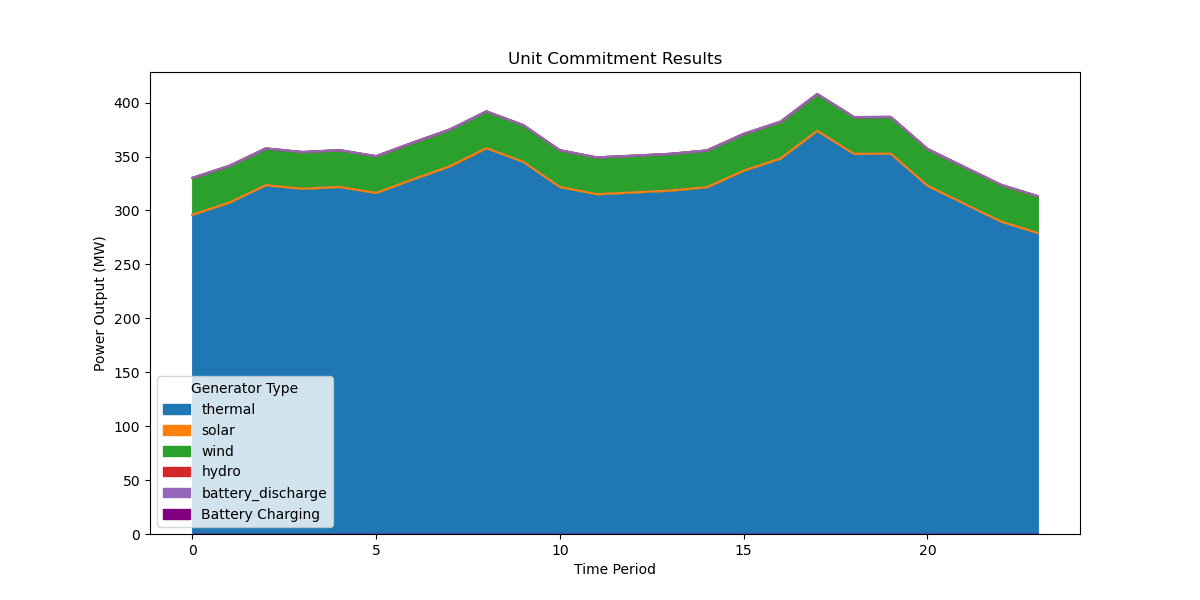 Unit Commitment Results
Power Output (MW)
400
350
300
250
200
150
100
50
0
Generator Type
thermal
solar
wind
hydro
battery_discharge
Battery Charging
0 5 10 15 20
Time Period